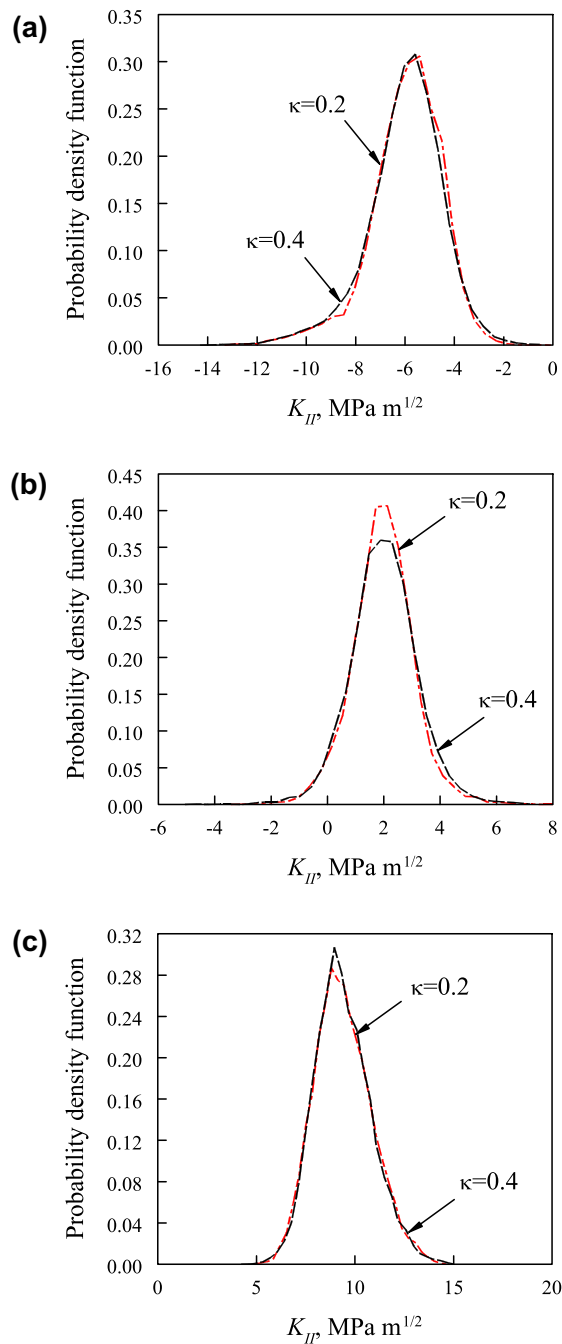 (a)
Probability density function
0.35
0.30
0.25
0.20
0.15
0.10
0.05
0.00
κ=0.2
κ=0.4
-16 -14 -12 -10 -8 -6 -4 -2 0
K_II, MPa m^1/2
(b)
Probability density function
0.45
0.40
0.35
0.30
0.25
0.20
0.15
0.10
0.05
0.00
κ=0.2
κ=0.4
-6 -4 -2 0 2 4 6 8
K_II, MPa m^1/2
(c)
Probability density function
0.32
0.28
0.24
0.20
0.16
0.12
0.08
0.04
0.00
κ=0.2
κ=0.4
0 5 10 15 20
K_II, MPa m^1/2